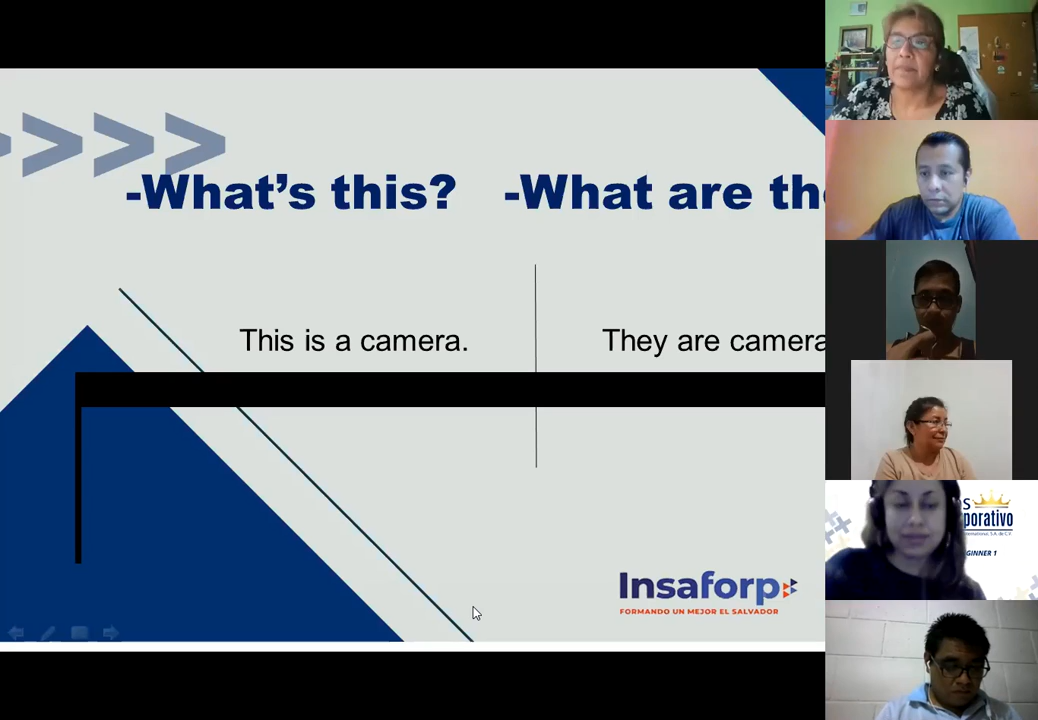 -What's this?
-What are
This is a camera.
They are camera
Insaforp
FORMANDO UN MEJOR EL SALVADOR
S
porativo
GINNER 1